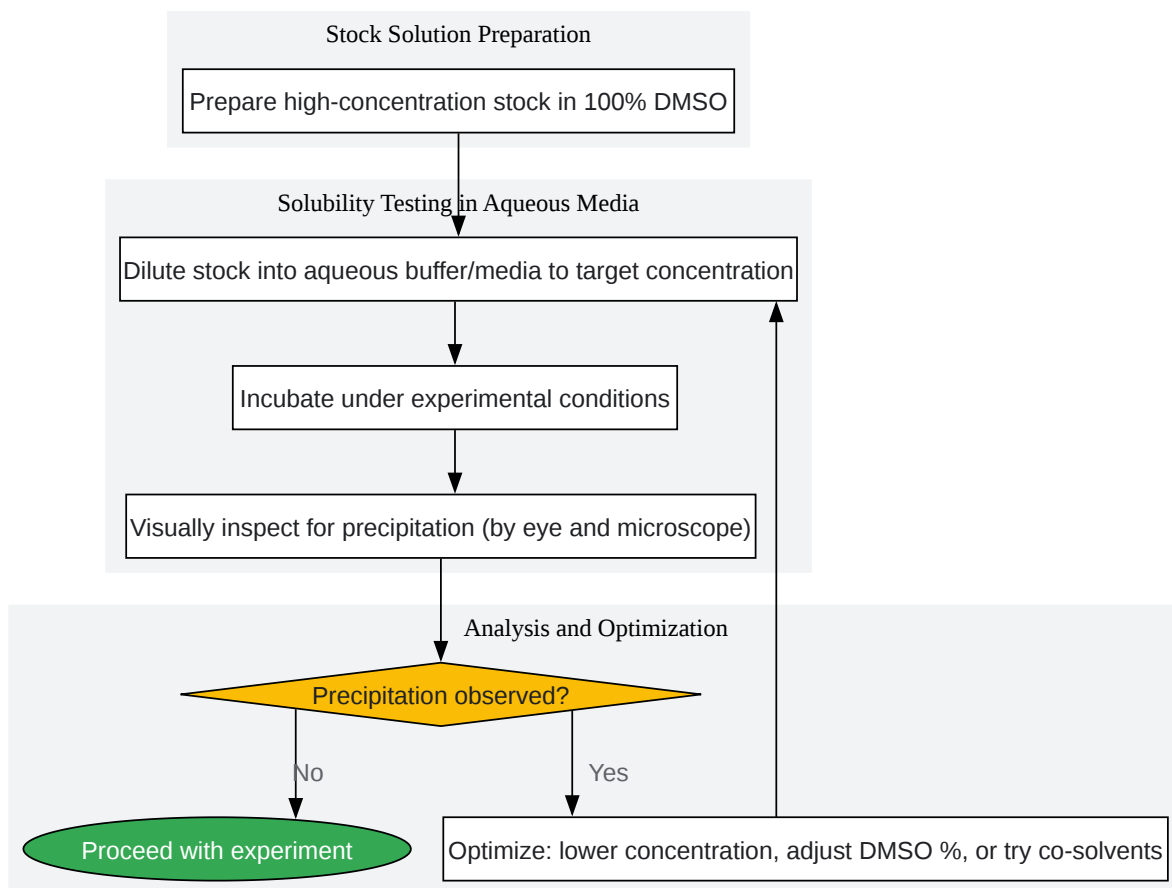 Stock Solution Preparation
Prepare high-concentration stock in 100% DMSO
Solubility Testing in Aqueous Media
Dilute stock into aqueous buffer/media to target concentration
Incubate under experimental conditions
Visually inspect for precipitation (by eye and microscope)
Analysis and Optimization
Precipitation observed?
No
Yes
Proceed with experiment
Optimize: lower concentration, adjust DMSO %, or try co-solvents